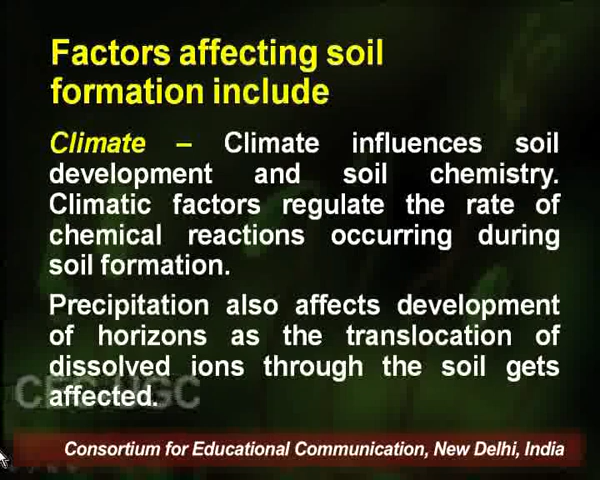 Factors affecting soil
formation include
Climate – Climate influences soil
development and soil chemistry.
Climatic factors regulate the rate of
chemical reactions occurring during
soil formation.
Precipitation also affects development
of horizons as the translocation of
dissolved ions through the soil gets
affected.
CEC-UGC
Consortium for Educational Communication, New Delhi, India